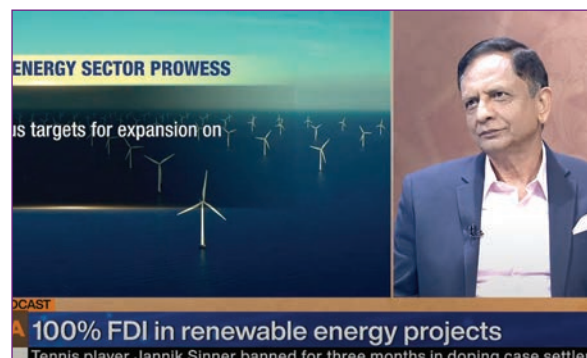 ENERGY SECTOR PROWESS
us targets for expansion on
DCAST
A
100% FDI in renewable energy projects
Tennis player Jannik Sinner banned for three months in doping case